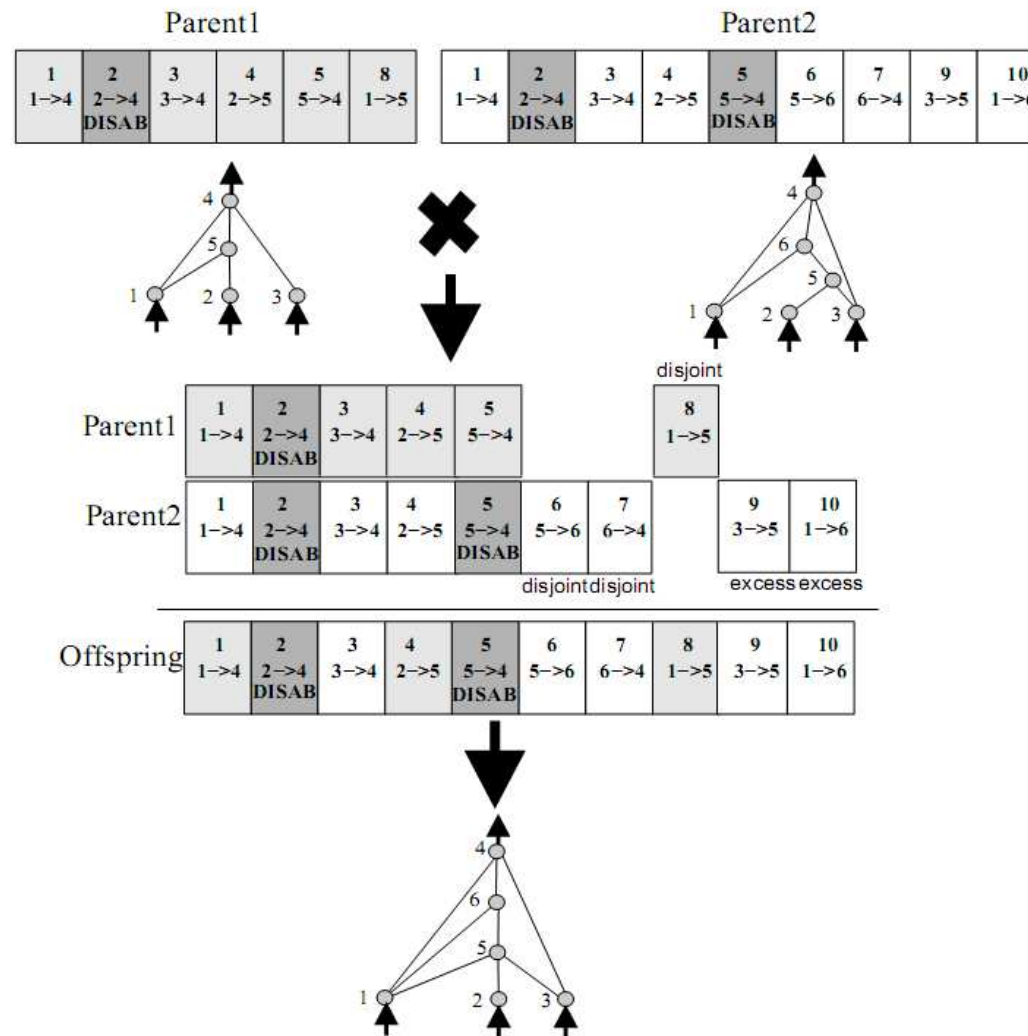 Parent1 Parent2
1 2 3 4 5 8 1 2 3 4 5 6 7 9 10
1->4 2->4 3->4 2->5 5->4 1->5 1->4 2->4 3->4 2->5 5->4 5->6 6->4 3->5 1->6
DISAB DISAB DISAB
4 4
5 6
5
1 2 3 1 2 3
disjoint
1 2 3 4 5 8
Parent1 1->4 2->4 3->4 2->5 5->4 1->5
DISAB
1 2 3 4 5 6 7 9 10
Parent2 1->4 2->4 3->4 2->5 5->4 5->6 6->4 3->5 1->6
DISAB DISAB
disjoint disjoint excess excess
1 2 3 4 5 6 7 8 9 10
Offspring 1->4 2->4 3->4 2->5 5->4 5->6 6->4 1->5 3->5 1->6
DISAB DISAB
4
6
5
1 2 3